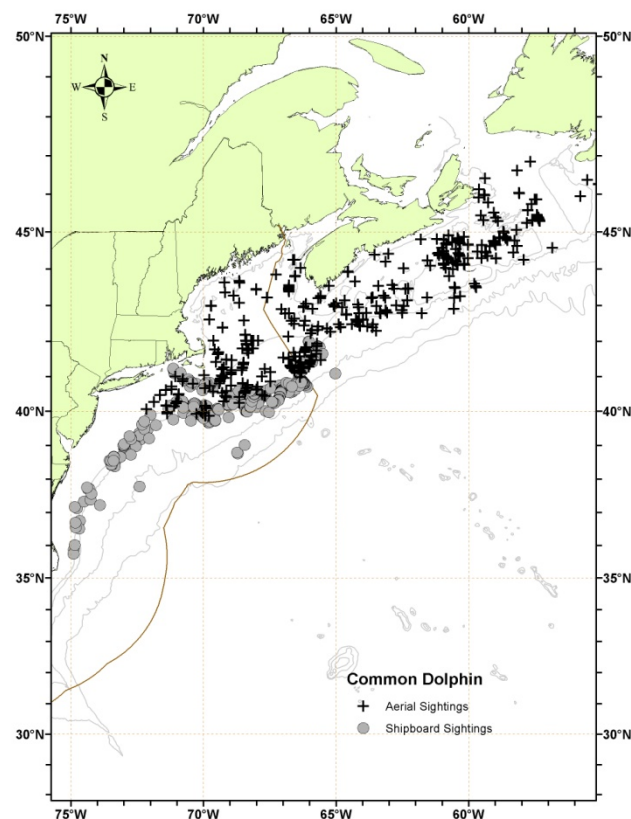 75°W 70°W 65°W 60°W
50°N 50°N
N
W E
S
45°N 45°N
40°N 40°N
35°N 35°N
Common Dolphin
Aerial Sightings
Shipboard Sightings
30°N 30°N
75°W 70°W 65°W 60°W